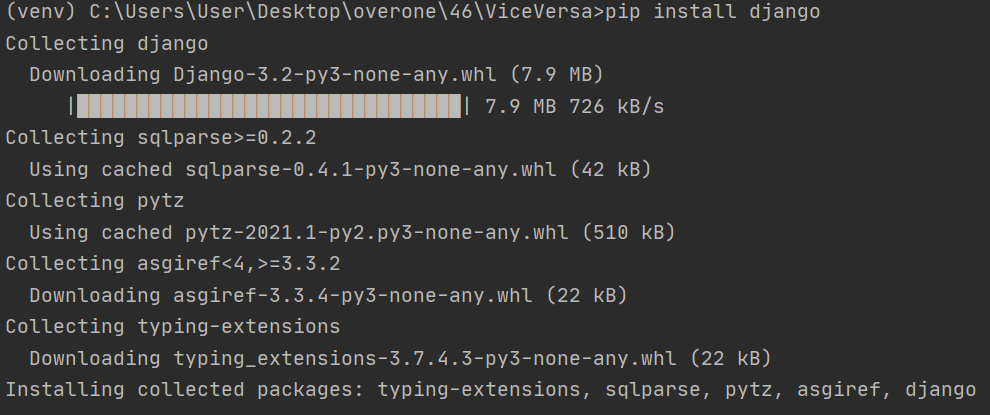 (venv) C:\Users\User\Desktop\overone\46\ViceVersa>pip install django
Collecting django
  Downloading Django-3.2-py3-none-any.whl (7.9 MB)
     |████████████████████████████████| 7.9 MB 726 kB/s
Collecting sqlparse>=0.2.2
  Using cached sqlparse-0.4.1-py3-none-any.whl (42 kB)
Collecting pytz
  Using cached pytz-2021.1-py2.py3-none-any.whl (510 kB)
Collecting asgiref<4,>=3.3.2
  Downloading asgiref-3.3.4-py3-none-any.whl (22 kB)
Collecting typing-extensions
  Downloading typing_extensions-3.7.4.3-py3-none-any.whl (22 kB)
Installing collected packages: typing-extensions, sqlparse, pytz, asgiref, django